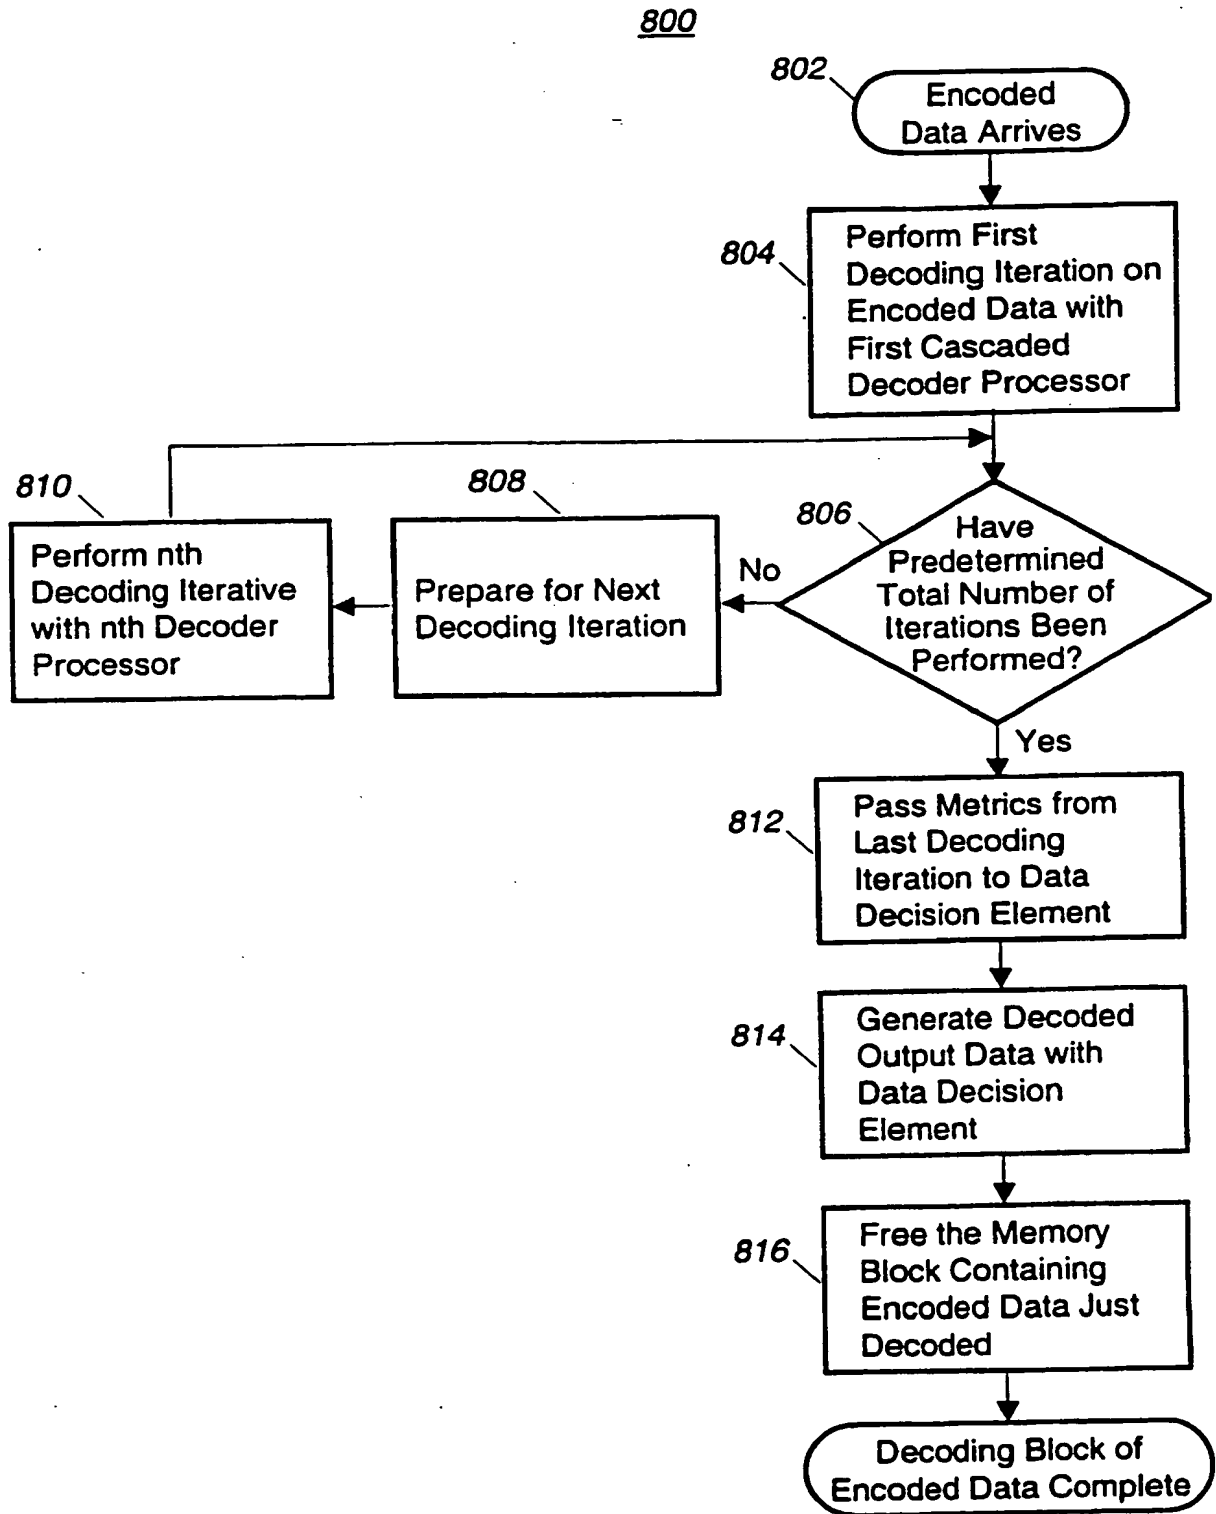 800
802
Encoded
Data Arrives
804
Perform First
Decoding Iteration on
Encoded Data with
First Cascaded
Decoder Processor
810
Perform nth
Decoding Iterative
with nth Decoder
Processor
808
Prepare for Next
Decoding Iteration
No
806
Have
Predetermined
Total Number of
Iterations Been
Performed?
Yes
812
Pass Metrics from
Last Decoding
Iteration to Data
Decision Element
814
Generate Decoded
Output Data with
Data Decision
Element
816
Free the Memory
Block Containing
Encoded Data Just
Decoded
Decoding Block of
Encoded Data Complete